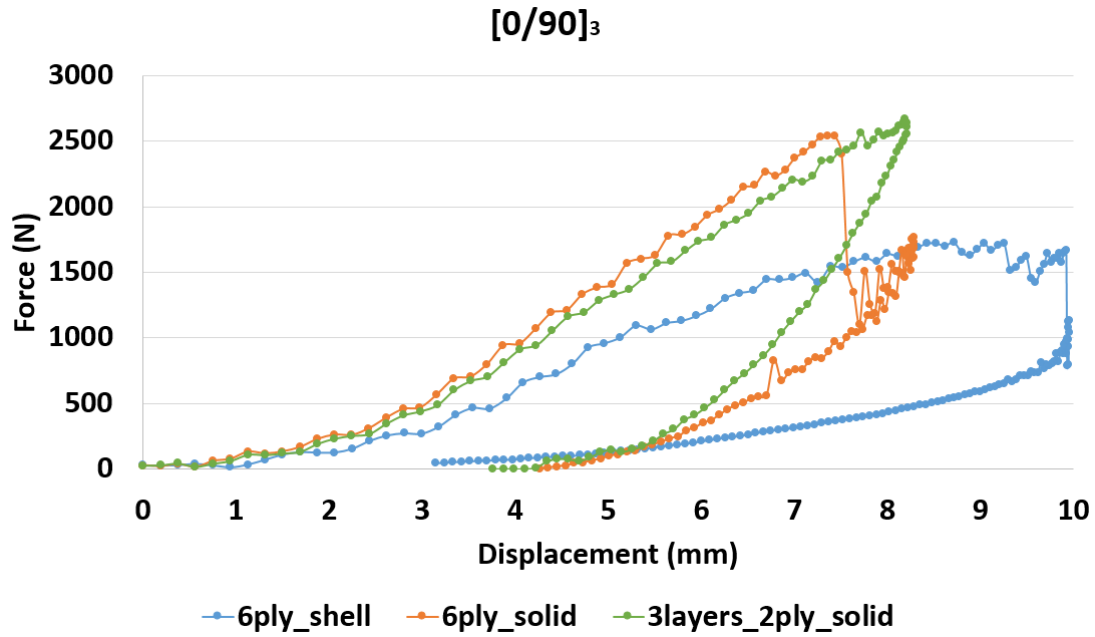 [0/90]₃
3000
2500
2000
1500
1000
500
0
Force (N)
0 1 2 3 4 5 6 7 8 9 10
Displacement (mm)
6ply_shell 6ply_solid 3layers_2ply_solid